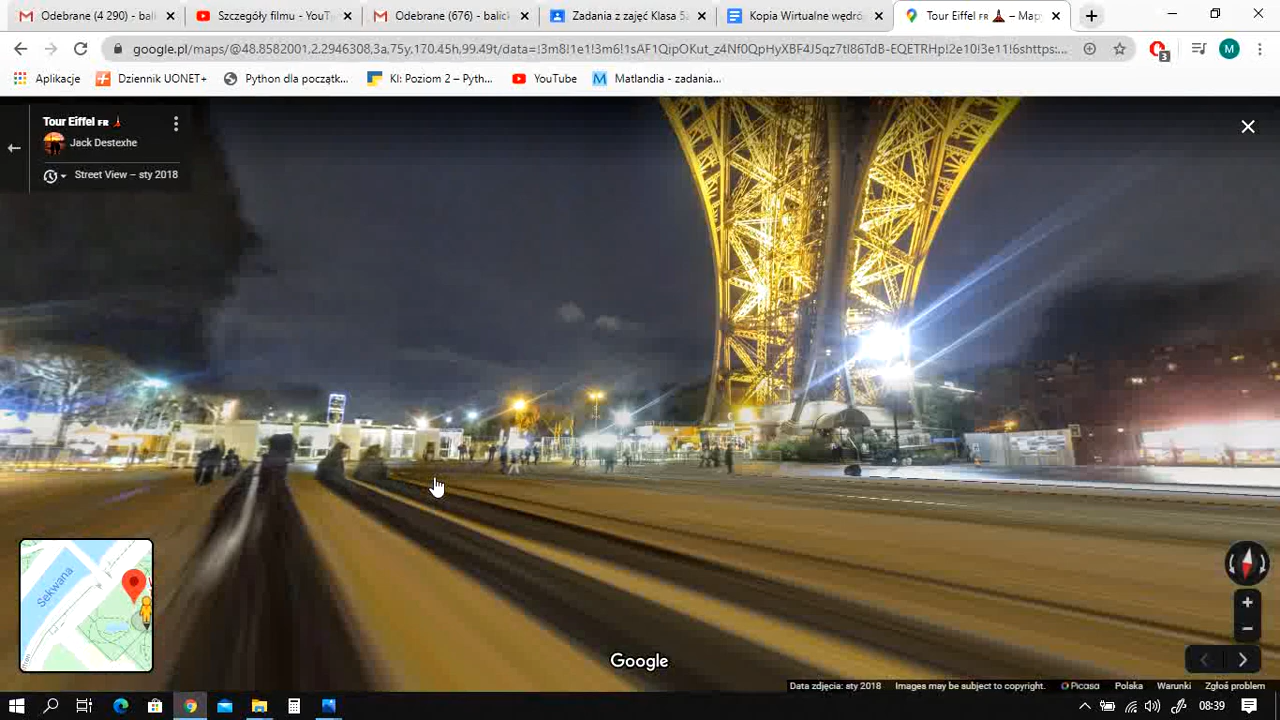 Odebrane (4 290) - bali
Szczegóły filmu - YouT
Odebrane (676) - balick
Zadania z zajęć Klasa 5a
Kopia Wirtualne wędró
Tour Eiffel FR – Map
google.pl/maps/@48.8582001,2.2946308,3a,75y,170.45h,99.49t/data=!3m8!1e1!3m6!1sAF1QipOKut_z4Nf0QpHyXBF4J5qz7tI86TdB-EQETRHp!2e10!3e11!6shttps:...
3
M
Aplikacje
Dziennik UONET+
Python dla początk...
KI: Poziom 2 – Pyth...
YouTube
Matlandia - zadania...
Tour Eiffel FR
Jack Destexhe
Street View – sty 2018
Sekwana
Google
Data zdjęcia: sty 2018
Images may be subject to copyright.
Picasa
Polska
Warunki
Zgłoś problem
08:39